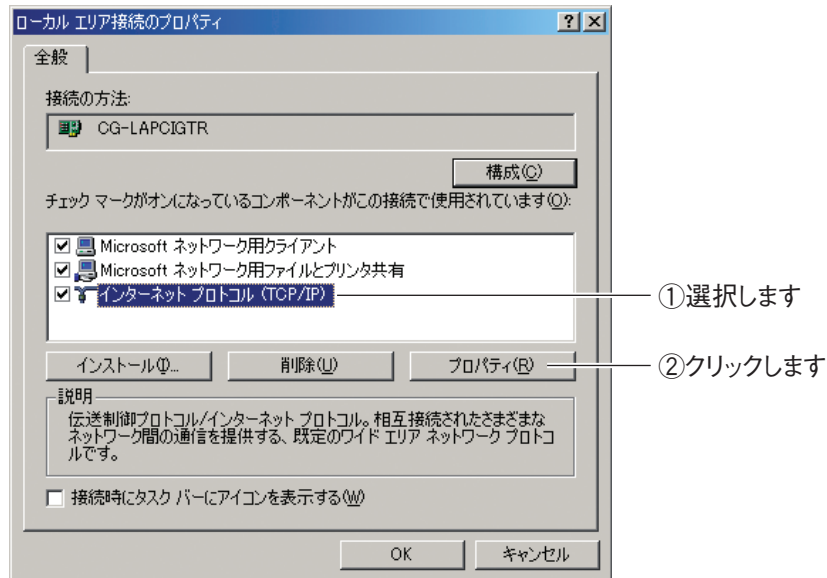 ローカル エリア接続のプロパティ
全般
接続の方法:
CG-LAPCIGTR
構成(C)
チェック マークがオンになっているコンポーネントがこの接続で使用されています(O):
Microsoft ネットワーク用クライアント
Microsoft ネットワーク用ファイルとプリンタ共有
インターネット プロトコル (TCP/IP)
①選択します
インストール(I)...
削除(U)
プロパティ(R)
②クリックします
説明
伝送制御プロトコル/インターネット プロトコル。相互接続されたさまざまな
ネットワーク間の通信を提供する、既定のワイド エリア ネットワーク プロトコ
ルです。
接続時にタスク バーにアイコンを表示する(W)
OK
キャンセル